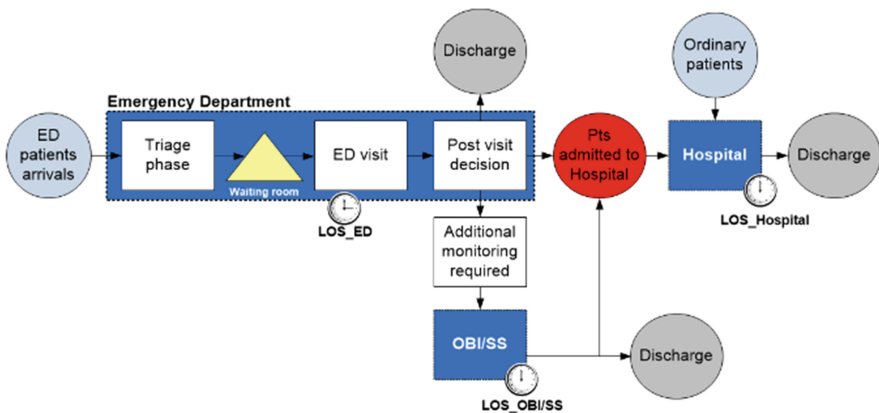 Discharge
Ordinary
patients
Emergency Department
ED
patients
arrivals
Triage
phase
Waiting room
ED visit
Post visit
decision
Pts
admitted to
Hospital
Hospital
Discharge
LOS_ED
LOS_Hospital
Additional
monitoring
required
OBI/SS
Discharge
LOS_OBI/SS